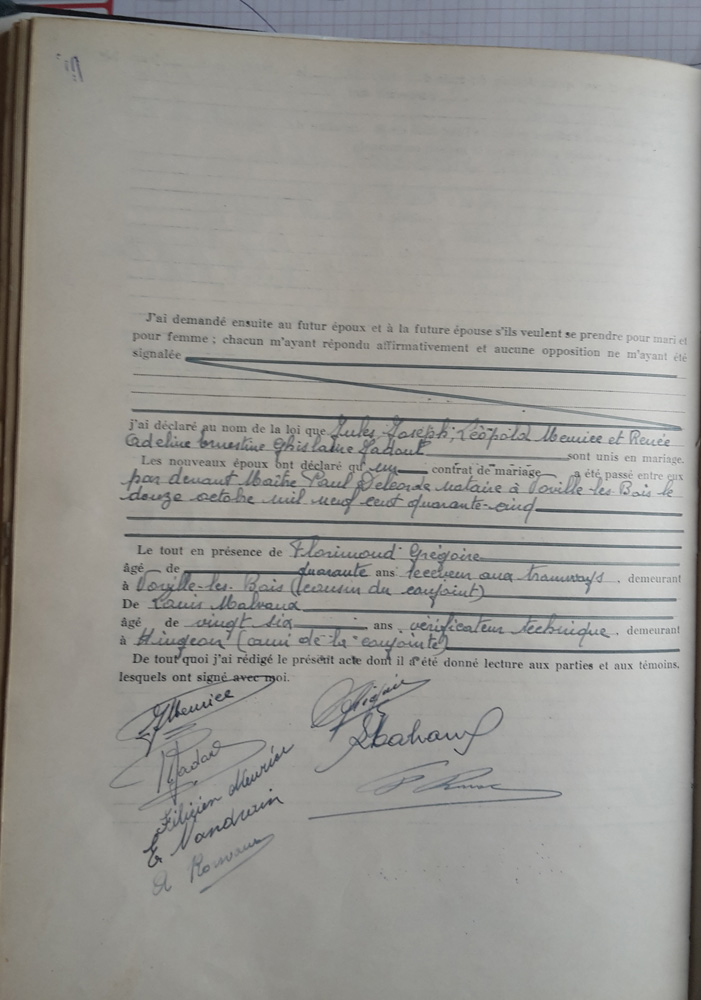 J'ai demandé ensuite au futur époux et à la future épouse s'ils veulent se prendre pour mari et
pour femme ; chacun m'ayant répondu affirmativement et aucune opposition ne m'ayant été
signalée
j'ai déclaré au nom de la loi que Jules, Joseph, Léopold Meurice et Renée
Adeline Ernestine Ghislaine Jadout sont unis en mariage.
Les nouveaux époux ont déclaré qu'un contrat de mariage a été passé entre eux
par devant Maître Paul notaire à les-Bois le
douze octobre mil neuf cent quarante-cinq
Le tout en présence de Florimond Grégoire
âgé de quarante ans receveur aux tramways, demeurant
à les-Bois (cousin du conjoint)
De Louis Malvaux
âgé de vingt six ans, vérificateur technique, demeurant
à Hingeon (ami de la conjointe)
De tout quoi j'ai rédigé le présent acte dont il a été donné lecture aux parties et aux témoins,
lesquels ont signé avec moi.
Meurice